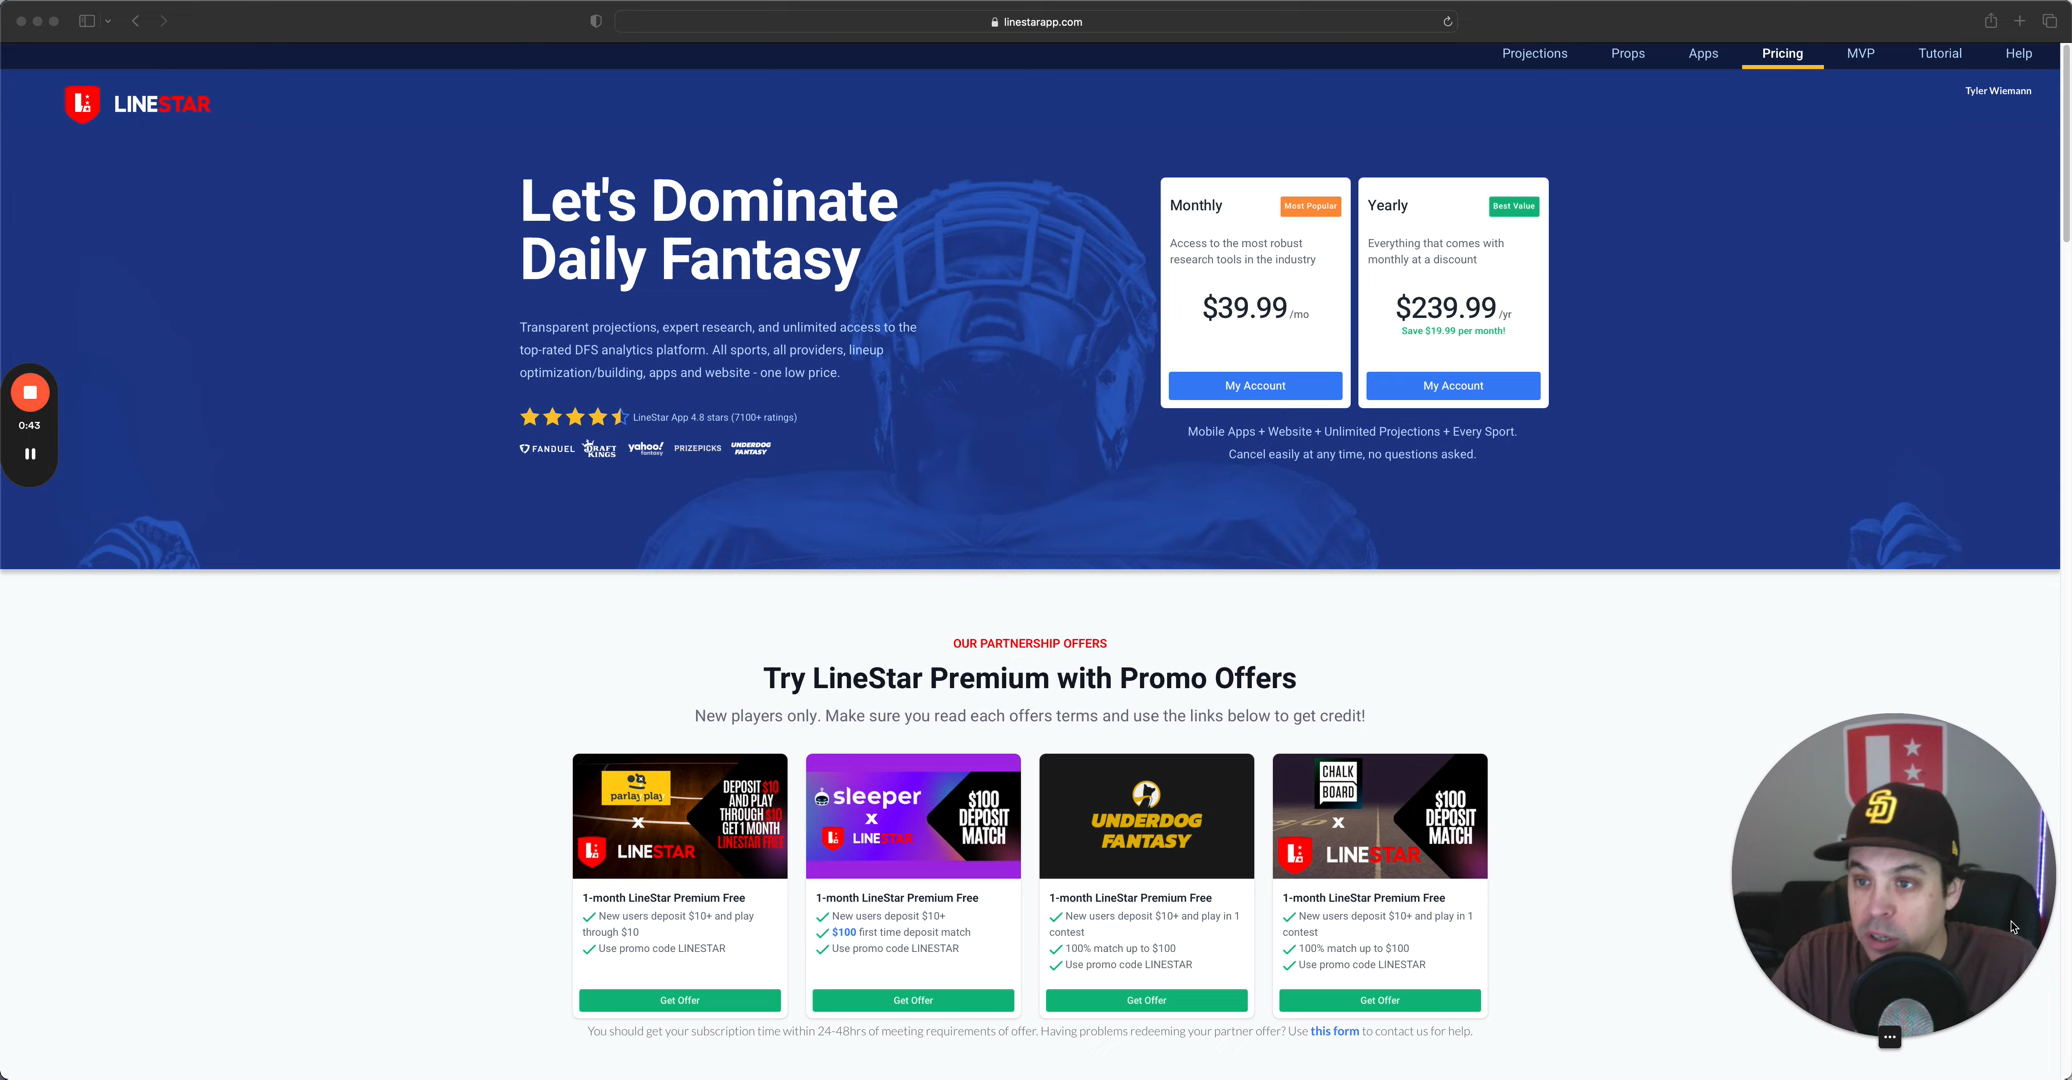 linestarapp.com
Projections Props Apps Pricing MVP Tutorial Help
Tyler Wiemann
LINESTAR
Let's Dominate
Daily Fantasy
Transparent projections, expert research, and unlimited access to the
top-rated DFS analytics platform. All sports, all providers, lineup
optimization/building, apps and website - one low price.
LineStar App 4.8 stars (7100+ ratings)
FANDUEL DRAFT KINGS yahoo! fantasy PRIZEPICKS UNDERDOG FANTASY
Monthly Most Popular
Access to the most robust
research tools in the industry
$39.99 /mo
My Account
Yearly Best Value
Everything that comes with
monthly at a discount
$239.99 /yr
Save $19.99 per month!
My Account
Mobile Apps + Website + Unlimited Projections + Every Sport.
Cancel easily at any time, no questions asked.
0:43
OUR PARTNERSHIP OFFERS
Try LineStar Premium with Promo Offers
New players only. Make sure you read each offers terms and use the links below to get credit!
parlay play
X
LINESTAR
DEPOSIT $10
AND PLAY
THROUGH $10
GET 1 MONTH
LINESTAR FREE
1-month LineStar Premium Free
New users deposit $10+ and play
through $10
Use promo code LINESTAR
Get Offer
sleeper
X
LINESTAR
$100
DEPOSIT
MATCH
1-month LineStar Premium Free
New users deposit $10+
$100 first time deposit match
Use promo code LINESTAR
Get Offer
UNDERDOG
FANTASY
1-month LineStar Premium Free
New users deposit $10+ and play in 1
contest
100% match up to $100
Use promo code LINESTAR
Get Offer
CHALK
BOARD
X
LINESTAR
$100
DEPOSIT
MATCH
1-month LineStar Premium Free
New users deposit $10+ and play in 1
contest
100% match up to $100
Use promo code LINESTAR
Get Offer
You should get your subscription time within 24-48hrs of meeting requirements of offer. Having problems redeeming your partner offer? Use this form to contact us for help.
SD